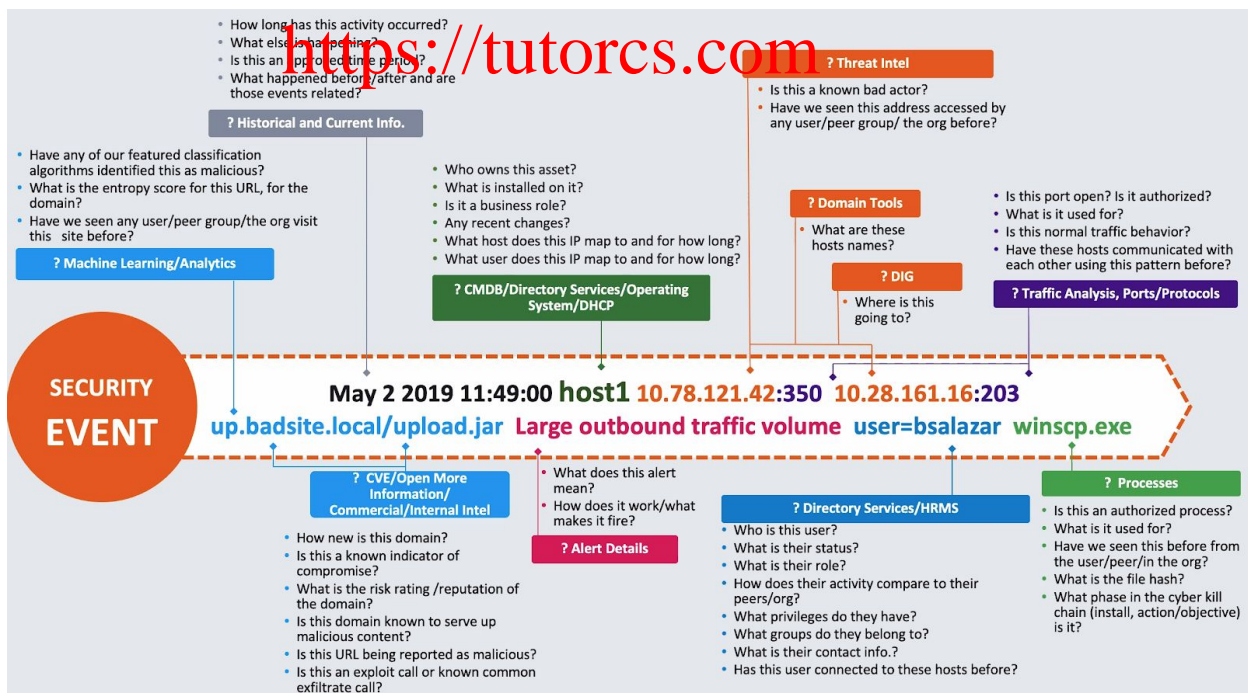 • How long has this activity occurred?
• What else is happening?
• Is this an approved time period?
• What happened before/after and are
those events related?
https://tutorcs.com
? Historical and Current Info.
? Threat Intel
• Is this a known bad actor?
• Have we seen this address accessed by
any user/peer group/ the org before?
• Have any of our featured classification
algorithms identified this as malicious?
• What is the entropy score for this URL, for the
domain?
• Have we seen any user/peer group/the org visit
this site before?
? Machine Learning/Analytics
• Who owns this asset?
• What is installed on it?
• Is it a business role?
• Any recent changes?
• What host does this IP map to and for how long?
• What user does this IP map to and for how long?
? CMDB/Directory Services/Operating
System/DHCP
? Domain Tools
• What are these
hosts names?
? DIG
• Where is this
going to?
• Is this port open? Is it authorized?
• What is it used for?
• Is this normal traffic behavior?
• Have these hosts communicated with
each other using this pattern before?
? Traffic Analysis, Ports/Protocols
SECURITY
EVENT
May 2 2019 11:49:00 host1 10.78.121.42:350 10.28.161.16:203
up.badsite.local/upload.jar Large outbound traffic volume user=bsalazar winscp.exe
? CVE/Open More
Information/
Commercial/Internal Intel
• How new is this domain?
• Is this a known indicator of
compromise?
• What is the risk rating /reputation of
the domain?
• Is this domain known to serve up
malicious content?
• Is this URL being reported as malicious?
• Is this an exploit call or known common
exfiltrate call?
• What does this alert
mean?
• How does it work/what
makes it fire?
? Alert Details
? Directory Services/HRMS
• Who is this user?
• What is their status?
• What is their role?
• How does their activity compare to their
peers/org?
• What privileges do they have?
• What groups do they belong to?
• What is their contact info.?
• Has this user connected to these hosts before?
? Processes
• Is this an authorized process?
• What is it used for?
• Have we seen this before from
the user/peer/in the org?
• What is the file hash?
• What phase in the cyber kill
chain (install, action/objective)
is it?